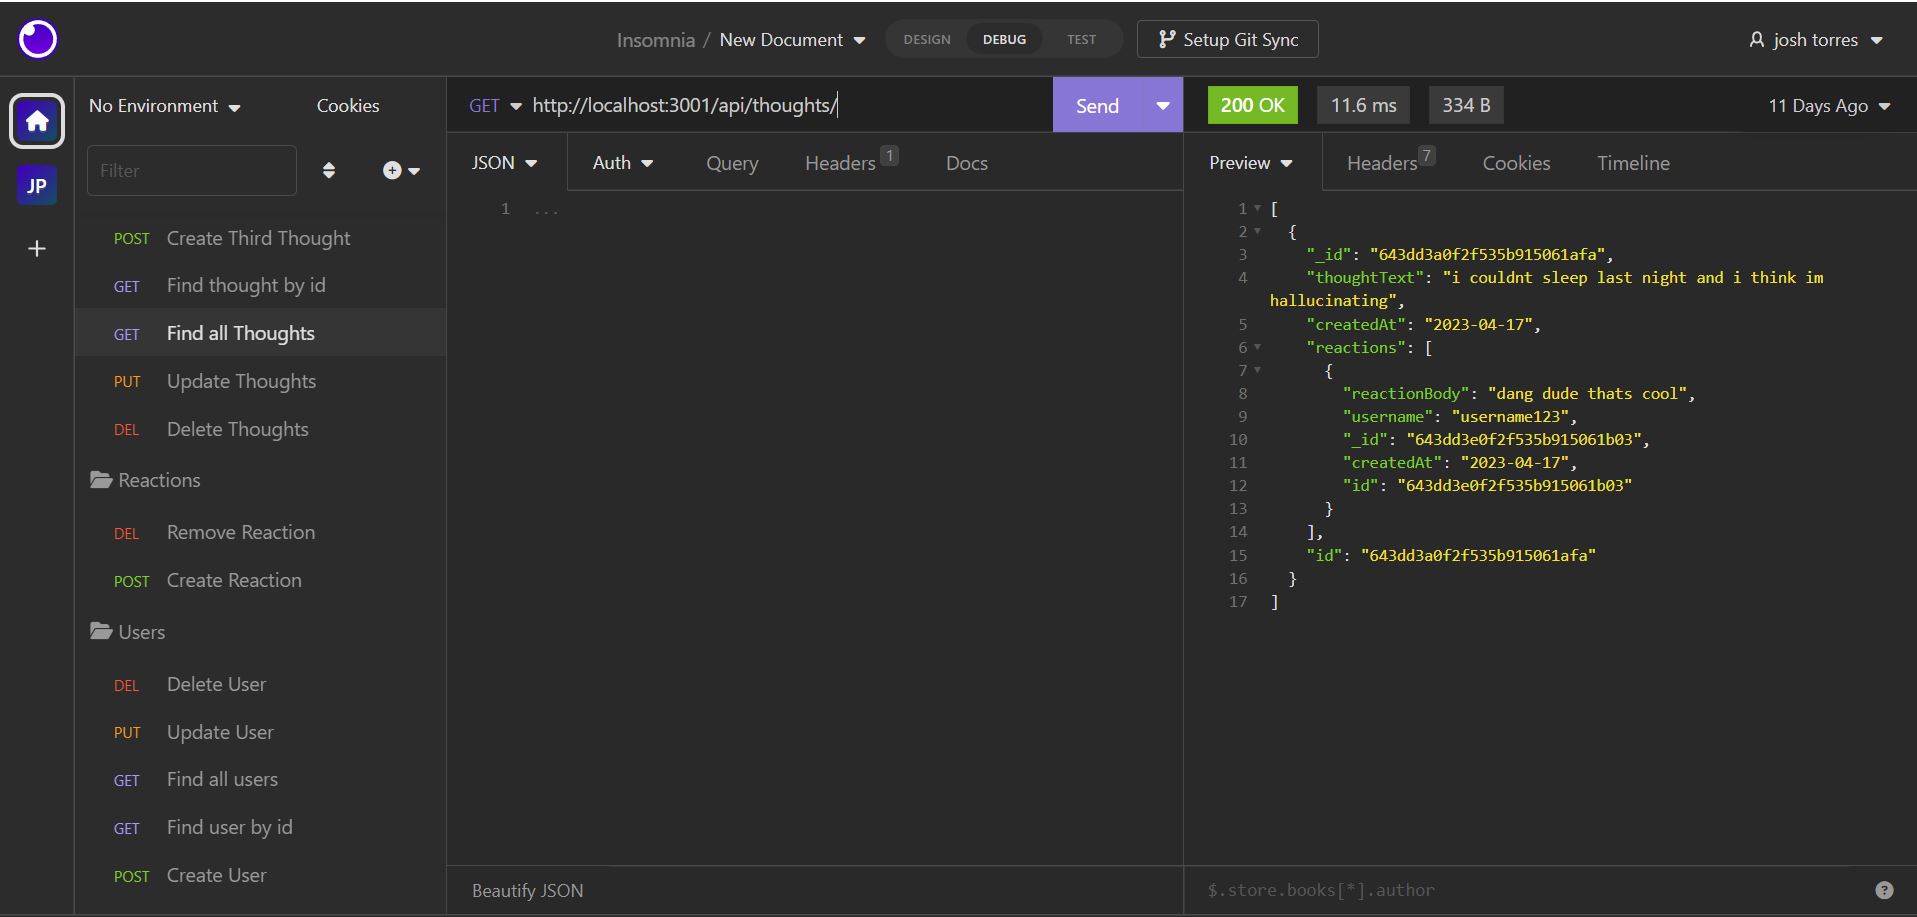 Insomnia / New Document
DESIGN DEBUG TEST
Setup Git Sync
josh torres
JP
No Environment
Cookies
Filter
POST Create Third Thought
GET Find thought by id
GET Find all Thoughts
PUT Update Thoughts
DEL Delete Thoughts
Reactions
DEL Remove Reaction
POST Create Reaction
Users
DEL Delete User
PUT Update User
GET Find all users
GET Find user by id
POST Create User
GET http://localhost:3001/api/thoughts/
Send
JSON Auth Query Headers 1 Docs
1 ...
Beautify JSON
200 OK 11.6 ms 334 B 11 Days Ago
Preview Headers 7 Cookies Timeline
1 [
2 {
3 "_id": "643dd3a0f2f535b915061afa",
4 "thoughtText": "i couldnt sleep last night and i think im
hallucinating",
5 "createdAt": "2023-04-17",
6 "reactions": [
7 {
8 "reactionBody": "dang dude thats cool",
9 "username": "username123",
10 "_id": "643dd3e0f2f535b915061b03",
11 "createdAt": "2023-04-17",
12 "id": "643dd3e0f2f535b915061b03"
13 }
14 ],
15 "id": "643dd3a0f2f535b915061afa"
16 }
17 ]
$.store.books[*].author
?